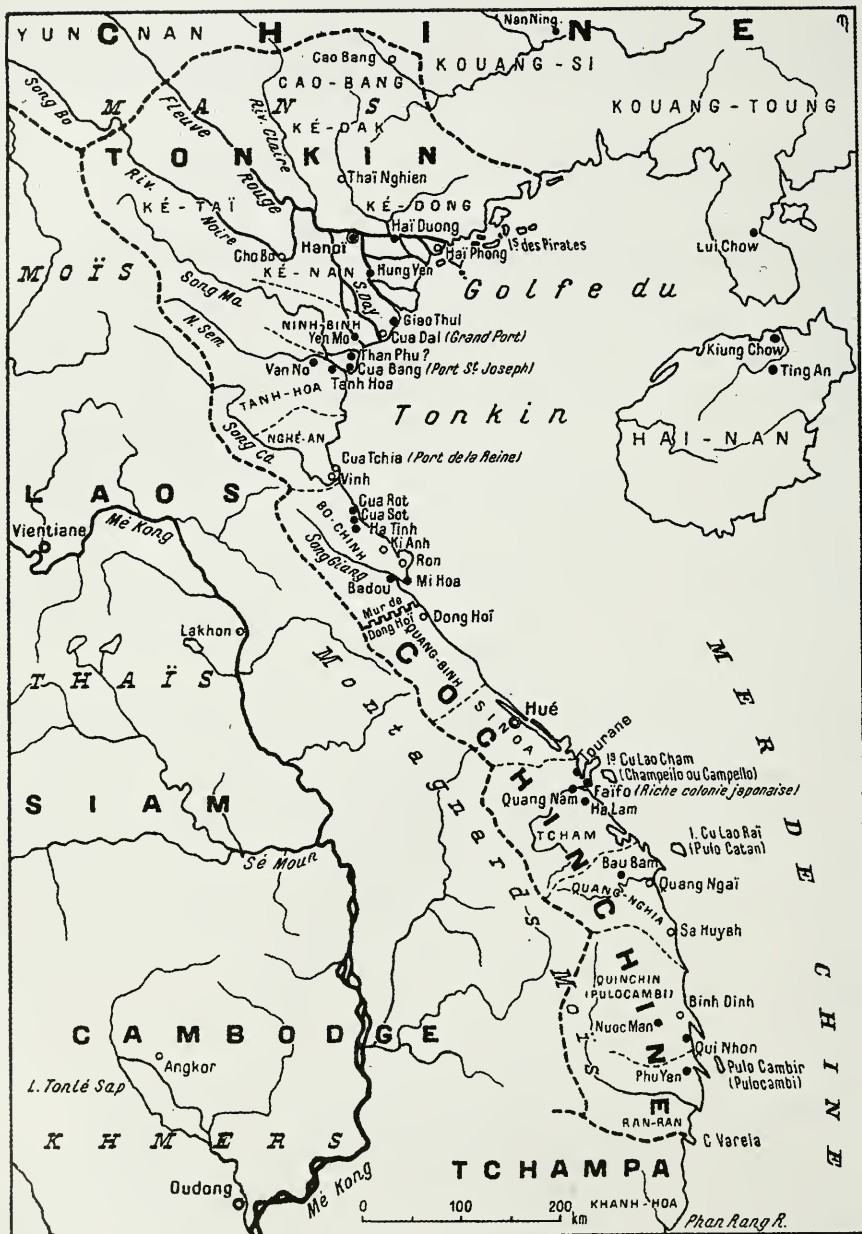 YUNNAN
CHINE
Nan Ning
Cao Bang
KOUANG-SI
CAO-BANG
KOUANG-TOUNG
Song Bo
MANS
Fleuve Rouge
Riv. Claire
KÉ-DAK
TONKIN
Thaï Nghien
Riv. Noire
KÉ-TAÏ
KÉ-DONG
Haï Duong
Hanoï
Haï Phong
Is des Pirates
Lui Chow
Cho Bo
KÉ-NAN
Hung Yen
MOÏS
Song Ma
S. Day
Golfe du Tonkin
N. Sem
NINH-BINH
Giao Thui
Yen Mo
Cua Dai (Grand Port)
Than Phu ?
Kiung Chow
Van No
Cua Bang (Port St. Joseph)
Ting An
Tanh Hoa
TANH-HOA
HAI-NAN
NGHÉ-AN
Song Ca
Cua Tchia (Port de la Reine)
Vinh
LAOS
Cua Rot
Cua Sot
Ha Tinh
Mé Kong
BO-CHINH
Vientiane
Ki Anh
Song Giang
Ron
Badou
Mi Hoa
Mur de Dong Hoï
Dong Hoï
Lakhon
QUANG-BINH
THAÏS
Montagnards
COCHINCHINE
MER DE CHINE
Hué
SINOA
Tourane
Is Cu Lao Cham
(Champeilo ou Campello)
SIAM
Faïfo (Riche colonie japonaise)
Quang Nam
Ha Lam
TCHAM
I. Cu Lao Raï
(Pulo Catan)
Sé Moun
Bau Bam
Quang Ngaï
QUANG-NGHIA
Sa Huyeh
QUINCHIN
(PULOCAMBI)
MOÏS
Binh Dinh
CAMBODGE
Nuoc Man
Angkor
Qui Nhon
L. Tonlé Sap
Pulo Cambir
(Pulocambi)
Phu Yen
KHMERS
RAN-RAN
C. Varela
TCHAMPA
Mé Kong
Oudong
KHANH-HOA
0 100 200
km
Phan Rang R.